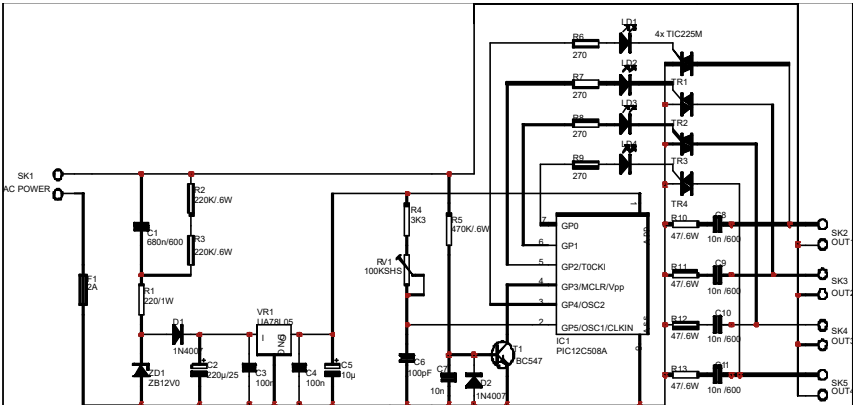 LD1
4x TIC225M
R6
270
LD2
TR1
R7
270
LD3
TR2
R8
270
LD4
TR3
R9
270
TR4
SK1
AC POWER
R2
220K/.6W
C1
680n/600
R3
220K/.6W
R4
3K3
R5
470K/.6W
RV1
100KSHS
7
GP0
6
GP1
5
GP2/T0CKI
4
GP3/MCLR/Vpp
3
GP4/OSC2
2
GP5/OSC1/CLKIN
1
IC1
PIC12C508A
R10
47/.6W
C8
10n /600
SK2
OUT1
R11
47/.6W
C9
10n /600
SK3
OUT2
R12
47/.6W
C10
10n /600
SK4
OUT3
R13
47/.6W
C11
10n /600
SK5
OUT4
F1
2A
R1
220/1W
D1
1N4007
VR1
UA78L05
I
GND
ZD1
ZB12V0
C2
220µ/25
C3
100n
C4
100n
C5
10µ
C6
100pF
C7
10n
D2
1N4007
T1
BC547